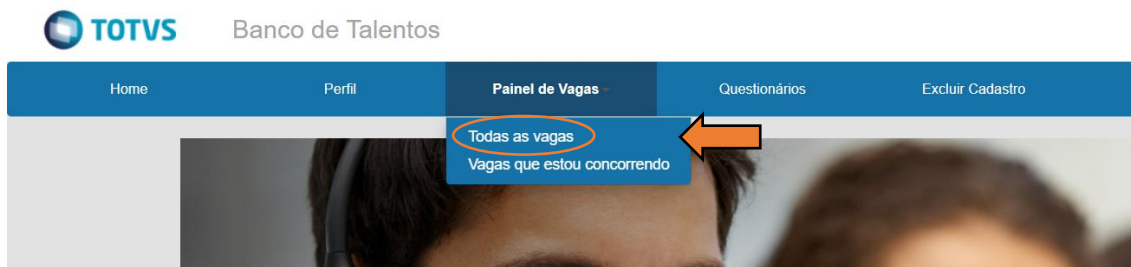 TOTVS Banco de Talentos
Home Perfil Painel de Vagas Questionários Excluir Cadastro
Todas as vagas
Vagas que estou concorrendo